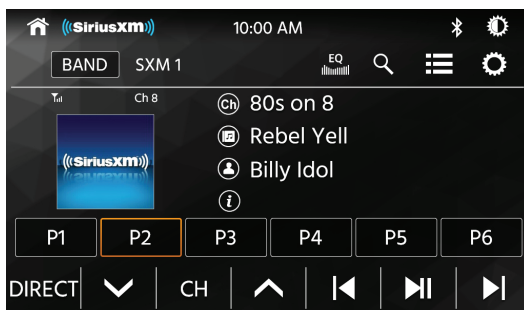 ((SiriusXM)) 10:00 AM
BAND SXM 1 EQ
Ch 8
Ch 80s on 8
Rebel Yell
((SiriusXM))
Billy Idol
i
P1 P2 P3 P4 P5 P6
DIRECT CH